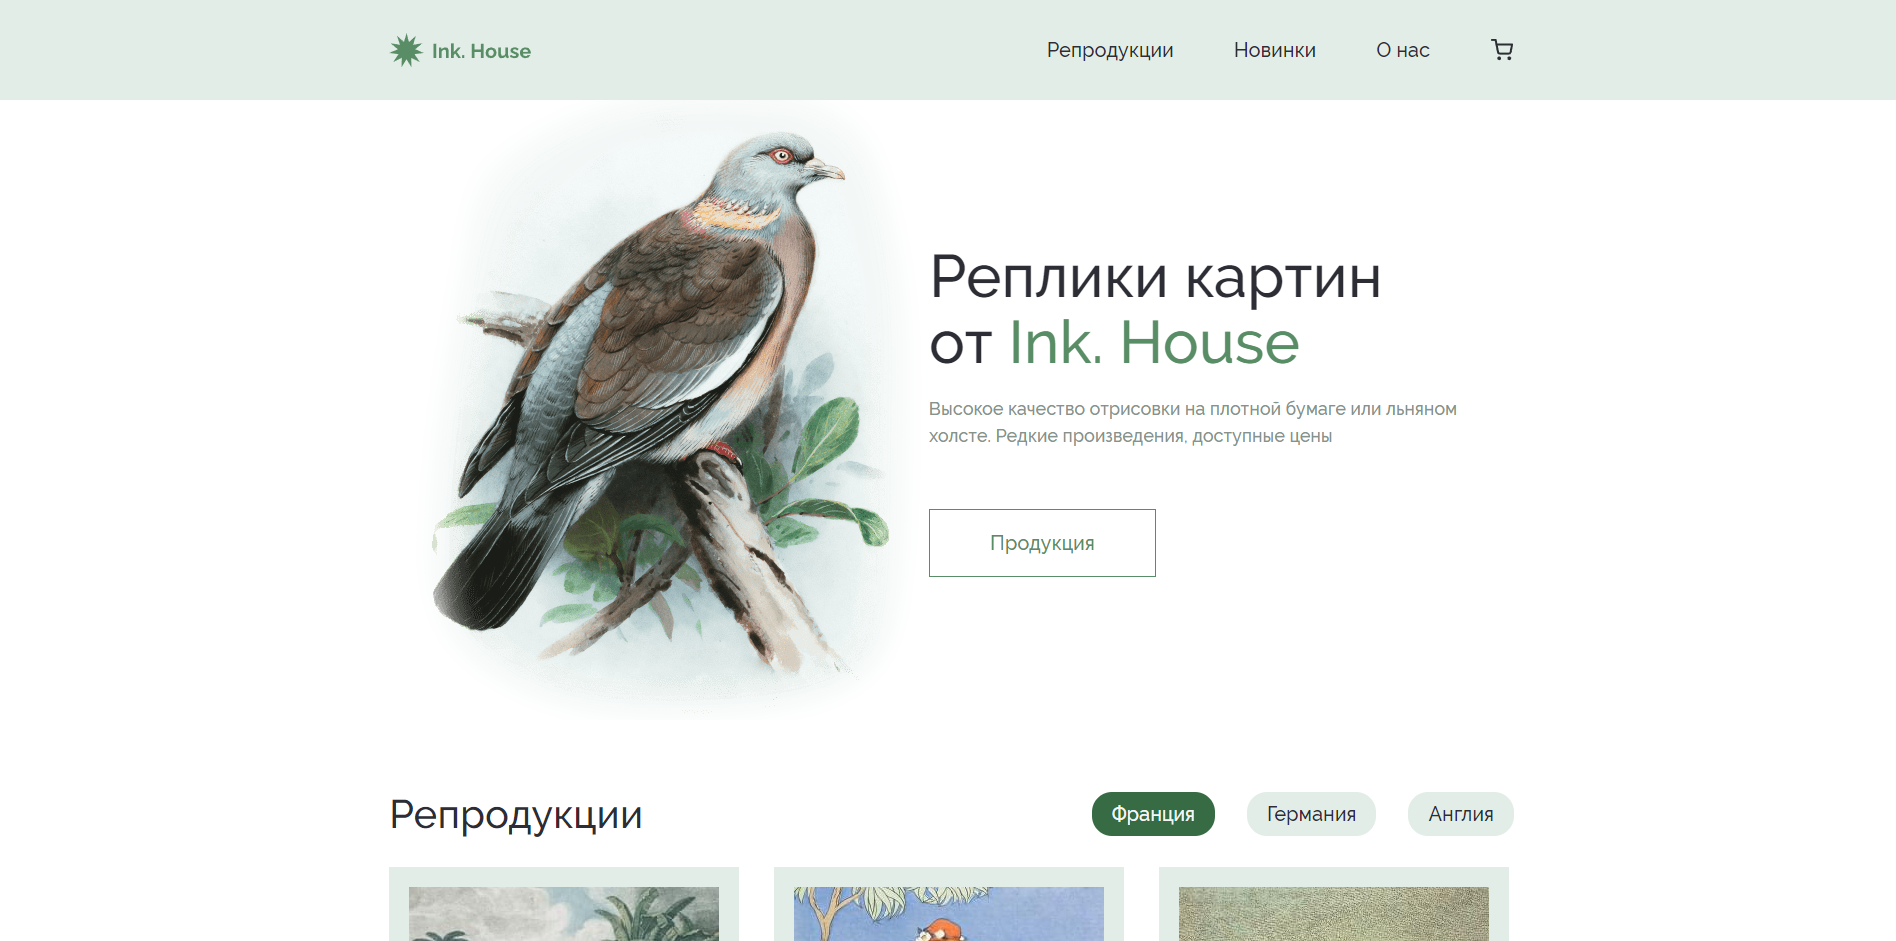 Ink. House
Репродукции
Новинки
О нас
Реплики картин
от Ink. House
Высокое качество отрисовки на плотной бумаге или льняном
холсте. Редкие произведения, доступные цены
Продукция
Репродукции
Франция
Германия
Англия